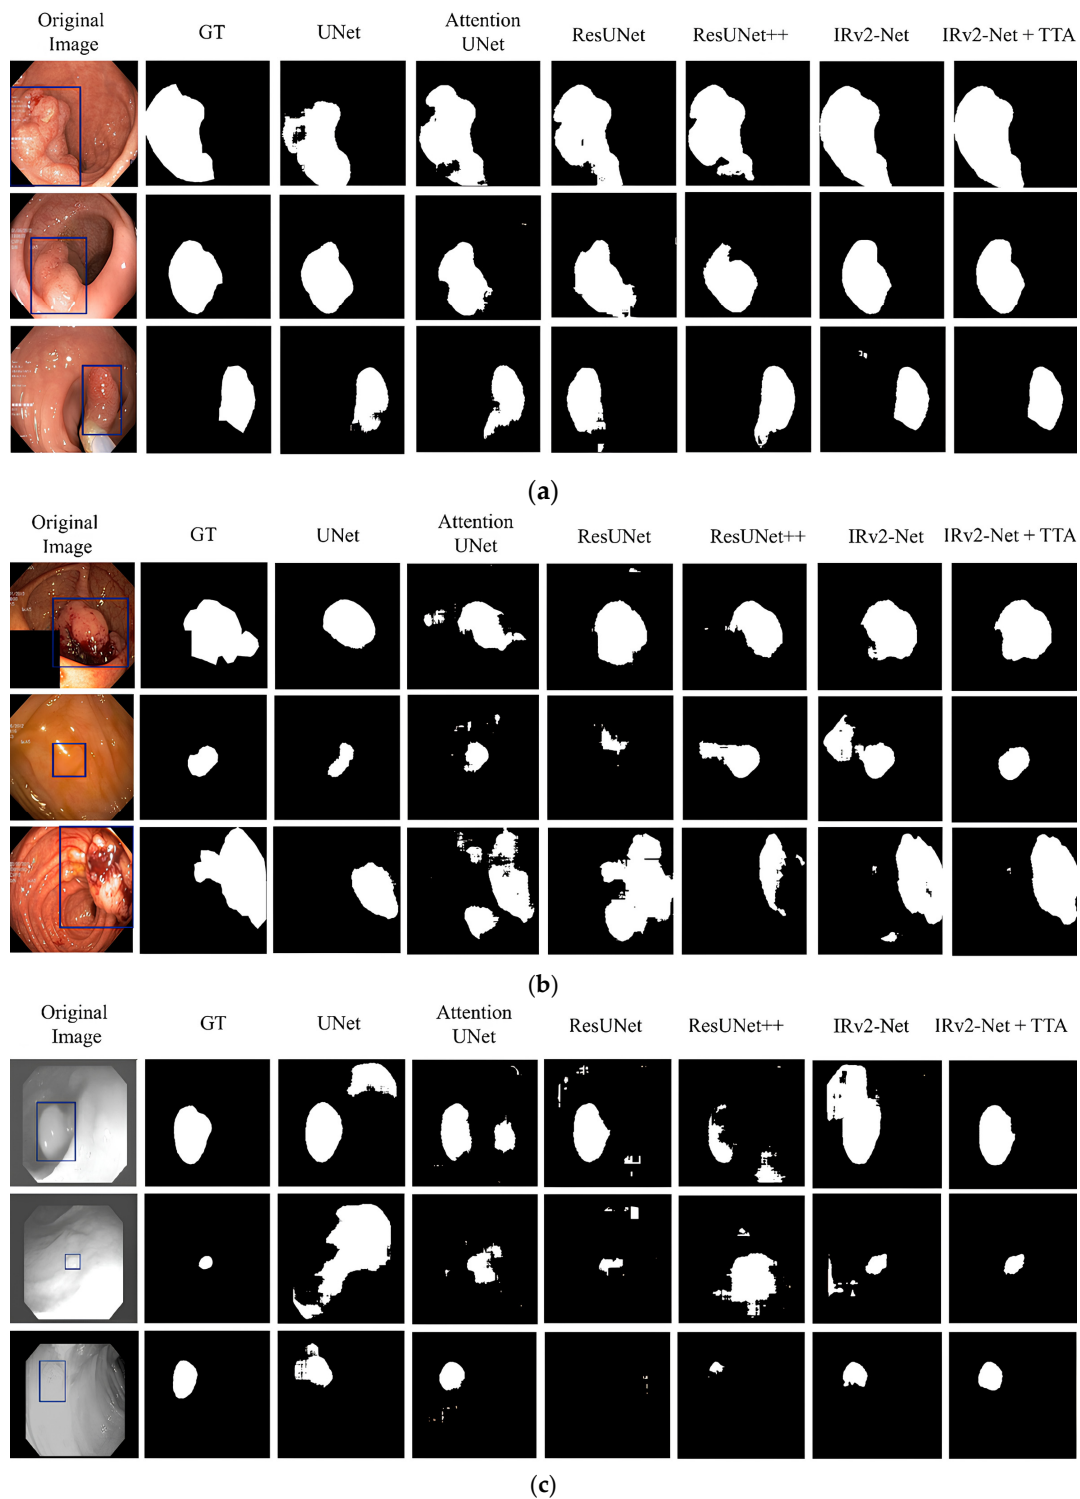 Original
Image
GT
UNet
Attention
UNet
ResUNet
ResUNet++
IRv2-Net
IRv2-Net + TTA
(a)
Original
Image
GT
UNet
Attention
UNet
ResUNet
ResUNet++
IRv2-Net
IRv2-Net + TTA
(b)
Original
Image
GT
UNet
Attention
UNet
ResUNet
ResUNet++
IRv2-Net
IRv2-Net + TTA
(c)